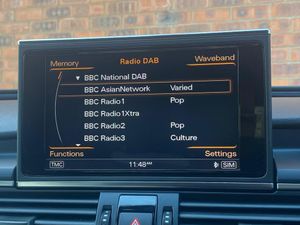 Memory Radio DAB Waveband
BBC National DAB
BBC AsianNetwork Varied
BBC Radio1 Pop
BBC Radio1Xtra
BBC Radio2 Pop
BBC Radio3 Culture
Functions Settings
TMC 11:48AM SIM